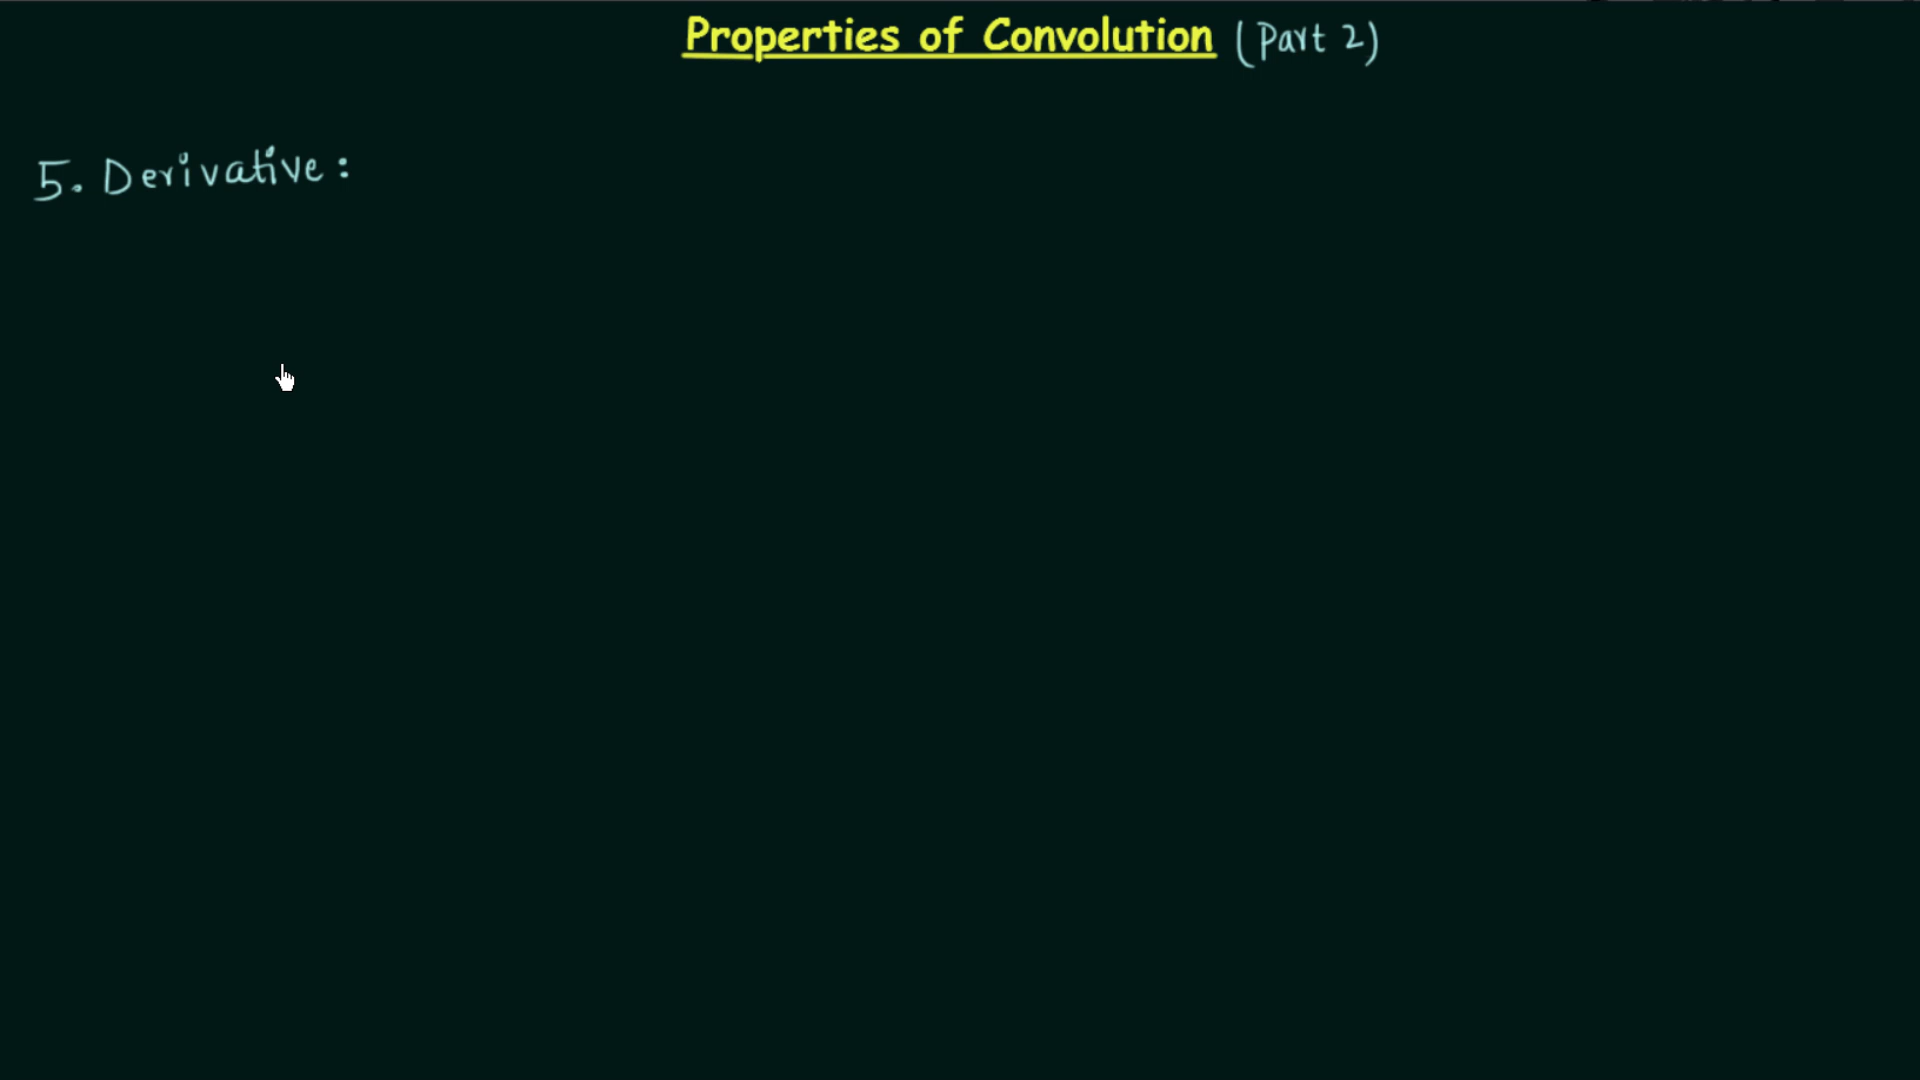 Properties of Convolution (Part 2)
5. Derivative: